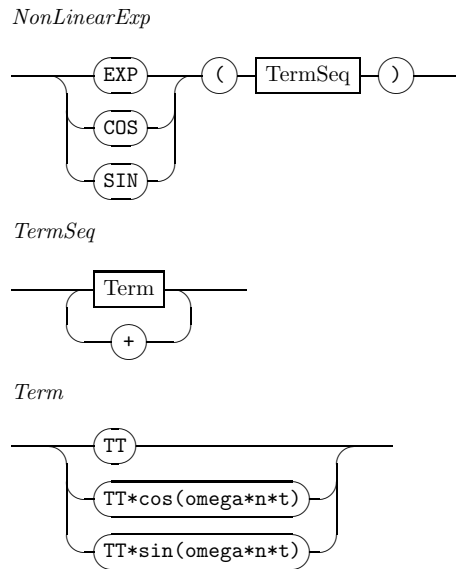 NonLinearExp
EXP ( TermSeq )
COS
SIN
TermSeq
Term
+
Term
TT
TT*cos(omega*n*t)
TT*sin(omega*n*t)